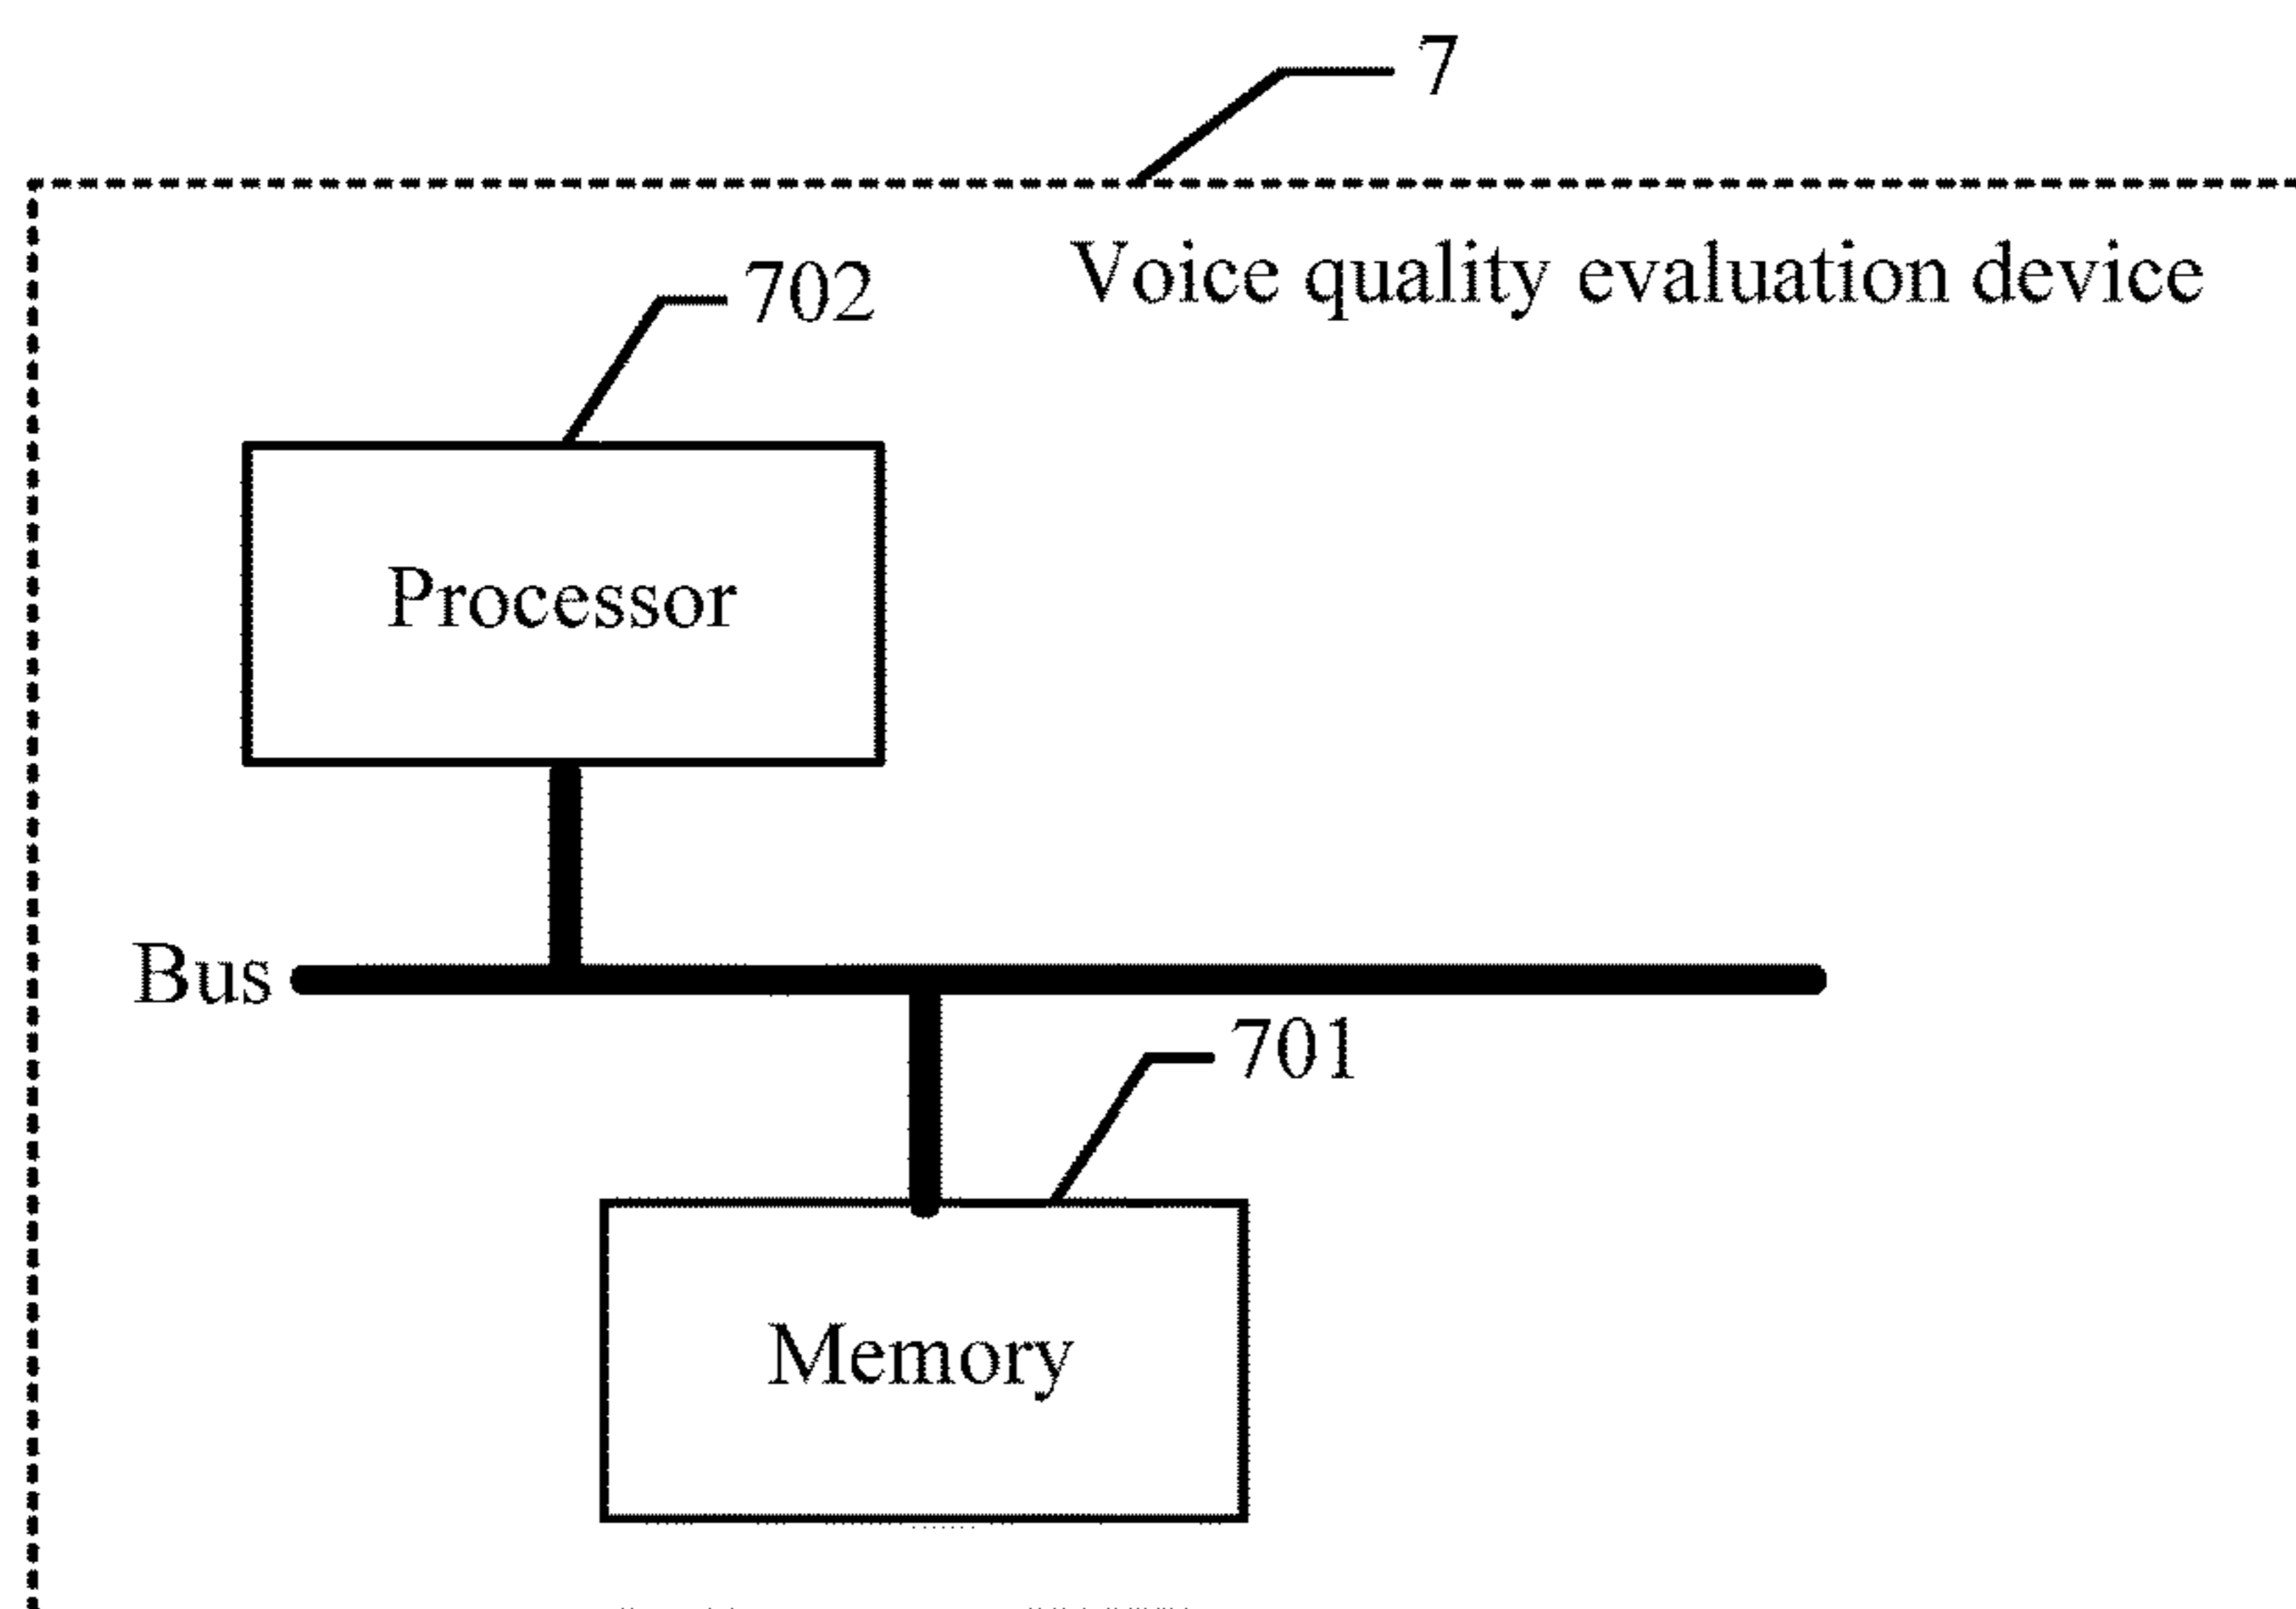 7
Voice quality evaluation device
702
Processor
Bus
701
Memory